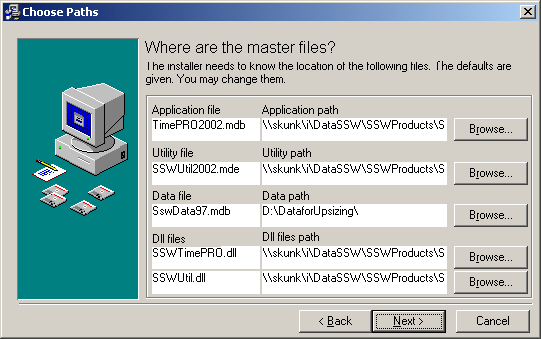 Choose Paths
Where are the master files?
The installer needs to know the location of the following files. The defaults are
given. You may change them.
Application file Application path
TimePRO2002.mdb \\skunk\i\DataSSW\SSWProducts\S Browse...
Utility file Utility path
SSWUtil2002.mde \\skunk\i\DataSSW\SSWProducts\S Browse...
Data file Data path
SswData97.mdb D:\DataforUpsizing\ Browse...
Dll files Dll files path
SSWTimePRO.dll \\skunk\i\DataSSW\SSWProducts\S Browse...
SSWUtil.dll \\skunk\i\DataSSW\SSWProducts\S Browse...
< Back Next > Cancel